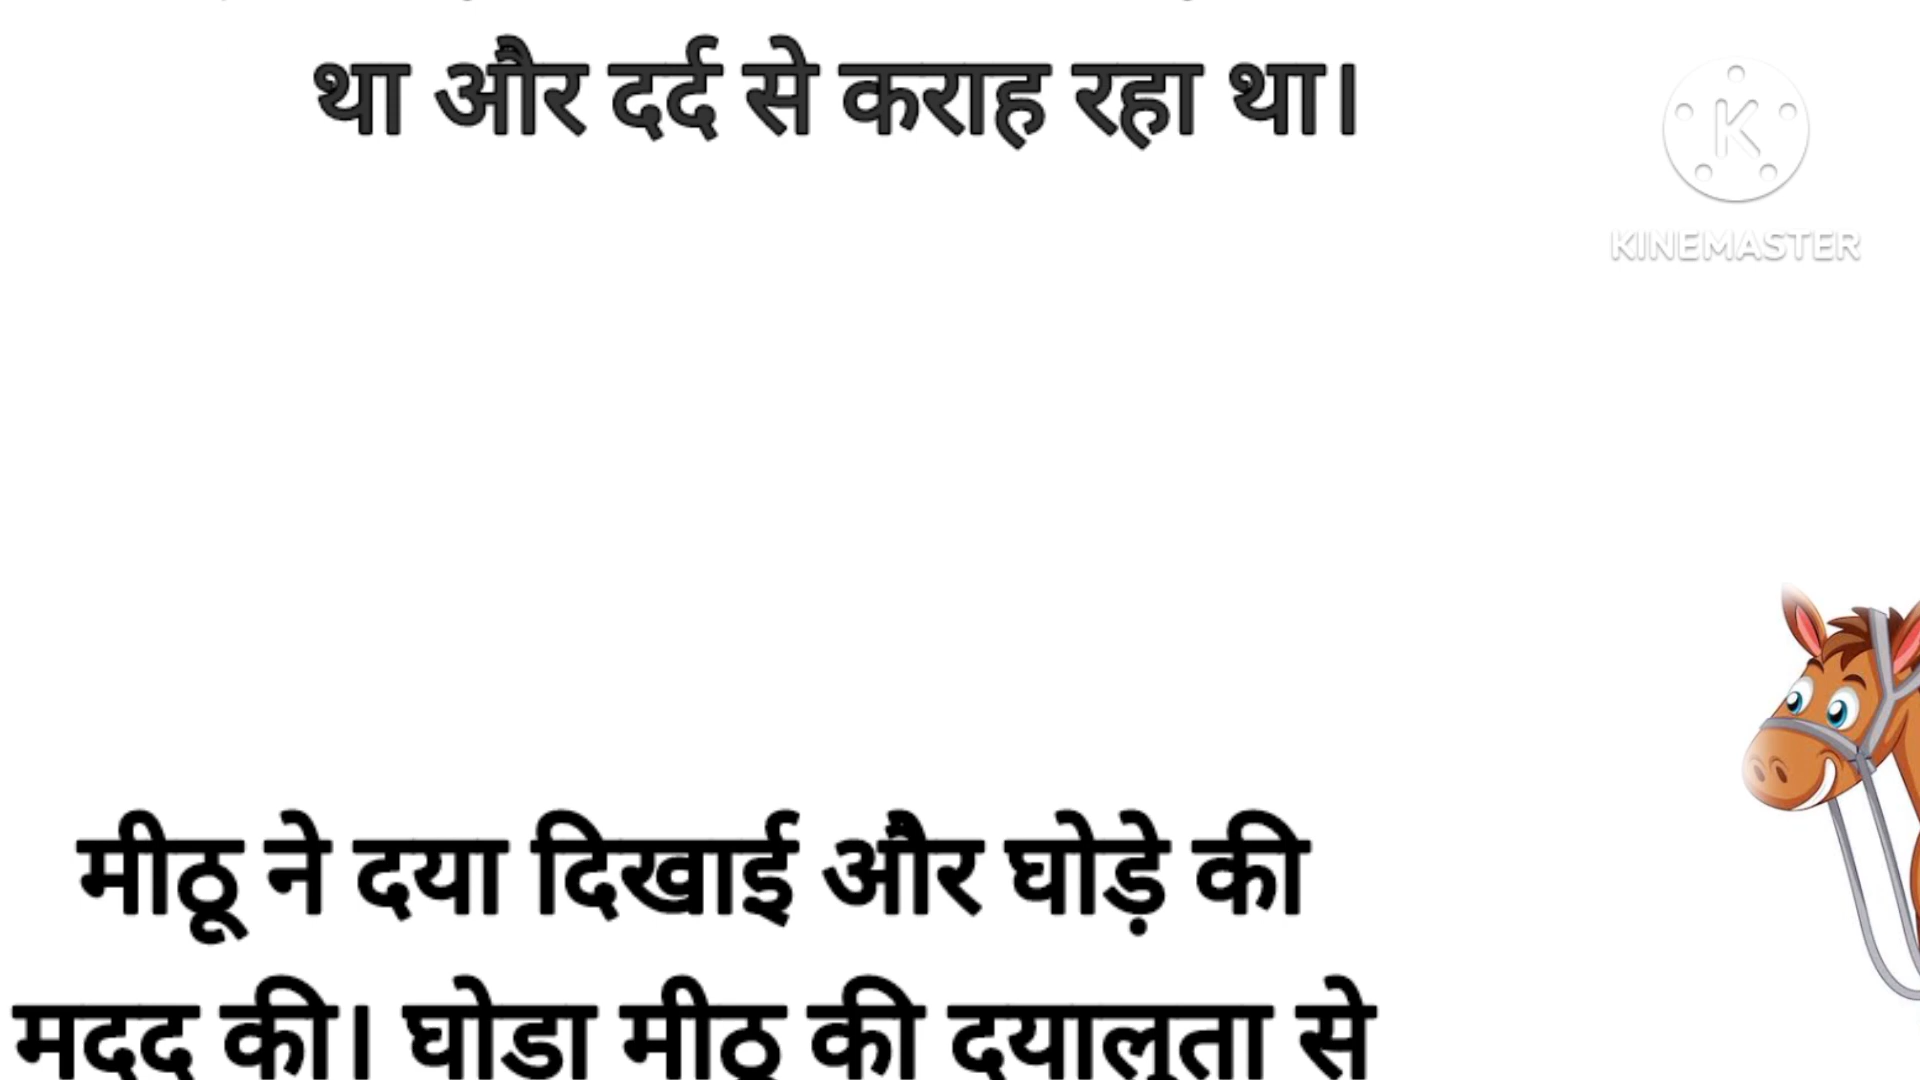 था और दर्द से कराह रहा था।
K
KINEMASTER
मीठू ने दया दिखाई और घोड़े की
मदद की। घोडा मीठू की दयालुता से